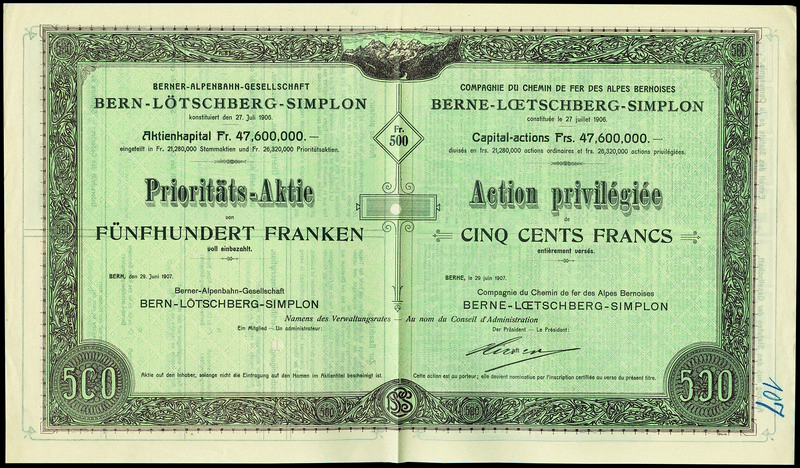 500
500
BERNER-ALPENBAHN-GESELLSCHAFT
BERN-LÖTSCHBERG-SIMPLON
konstituiert den 27. Juli 1906.
Aktienkapital Fr. 47,600,000.—
eingeteilt in Fr. 21,280,000 Stammaktien und Fr. 26,320,000 Prioritätsaktien.
Prioritäts-Aktie
von
FÜNFHUNDERT FRANKEN
voll einbezahlt.
BERN, den 29. Juni 1907.
Berner-Alpenbahn-Gesellschaft
BERN-LÖTSCHBERG-SIMPLON
Fr.
500
COMPAGNIE DU CHEMIN DE FER DES ALPES BERNOISES
BERNE-LŒTSCHBERG-SIMPLON
constituée le 27 juillet 1906.
Capital-actions Frs. 47,600,000.—
divisés en frs. 21,280,000 actions ordinaires et frs. 26,320,000 actions privilégiées.
Action privilégiée
de
CINQ CENTS FRANCS
entièrement versés.
BERNE, le 29 juin 1907.
Compagnie du Chemin de fer des Alpes Bernoises
BERNE-LŒTSCHBERG-SIMPLON
Namens des Verwaltungsrates — Au nom du Conseil d'Administration
Ein Mitglied — Un administrateur:
Der Präsident — Le Président:
Aktie auf den Inhaber, solange nicht die Eintragung auf den Namen im Aktientitel bescheinigt ist.
Cette action est au porteur; elle devient nominative par l'inscription certifiée au verso du présent titre.
500
500
500
500
500
500
107